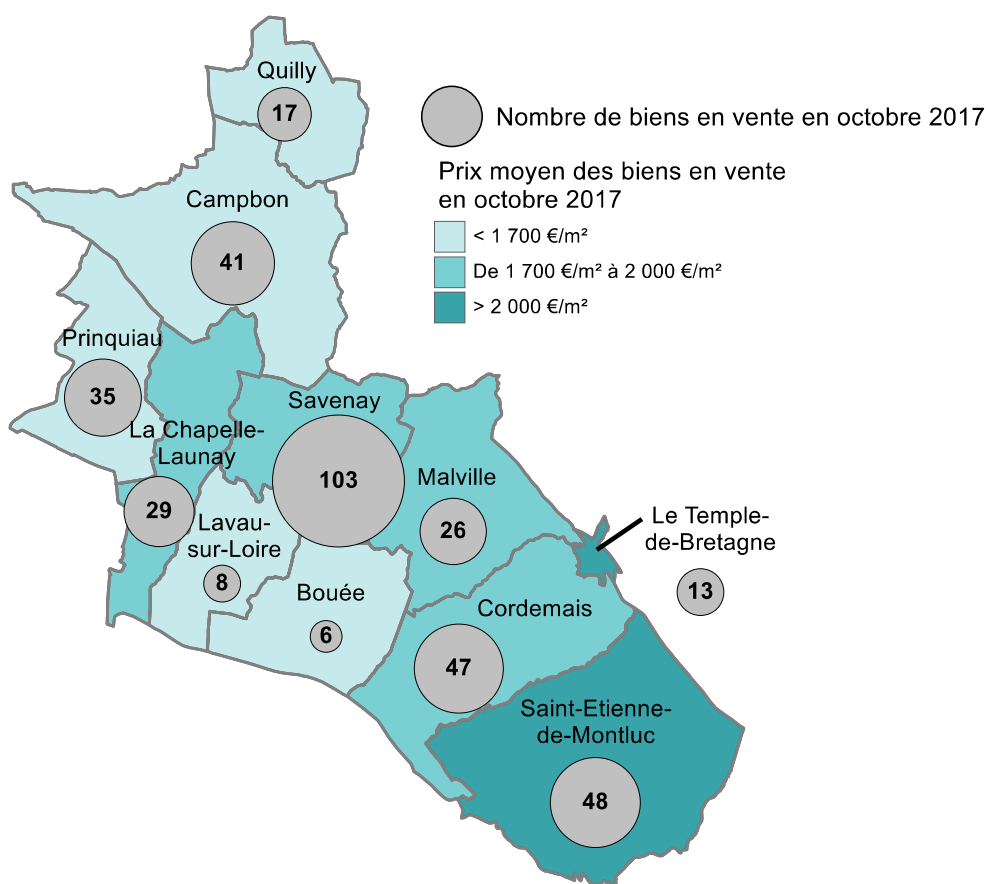 Quilly
17
Nombre de biens en vente en octobre 2017
Prix moyen des biens en vente
en octobre 2017
< 1 700 €/m²
De 1 700 €/m² à 2 000 €/m²
> 2 000 €/m²
Campbon
41
Prinquiau
35
La Chapelle-
Launay
29
Savenay
103
Malville
26
Le Temple-
de-Bretagne
13
Lavau-
sur-Loire
8
Bouée
6
Cordemais
47
Saint-Etienne-
de-Montluc
48